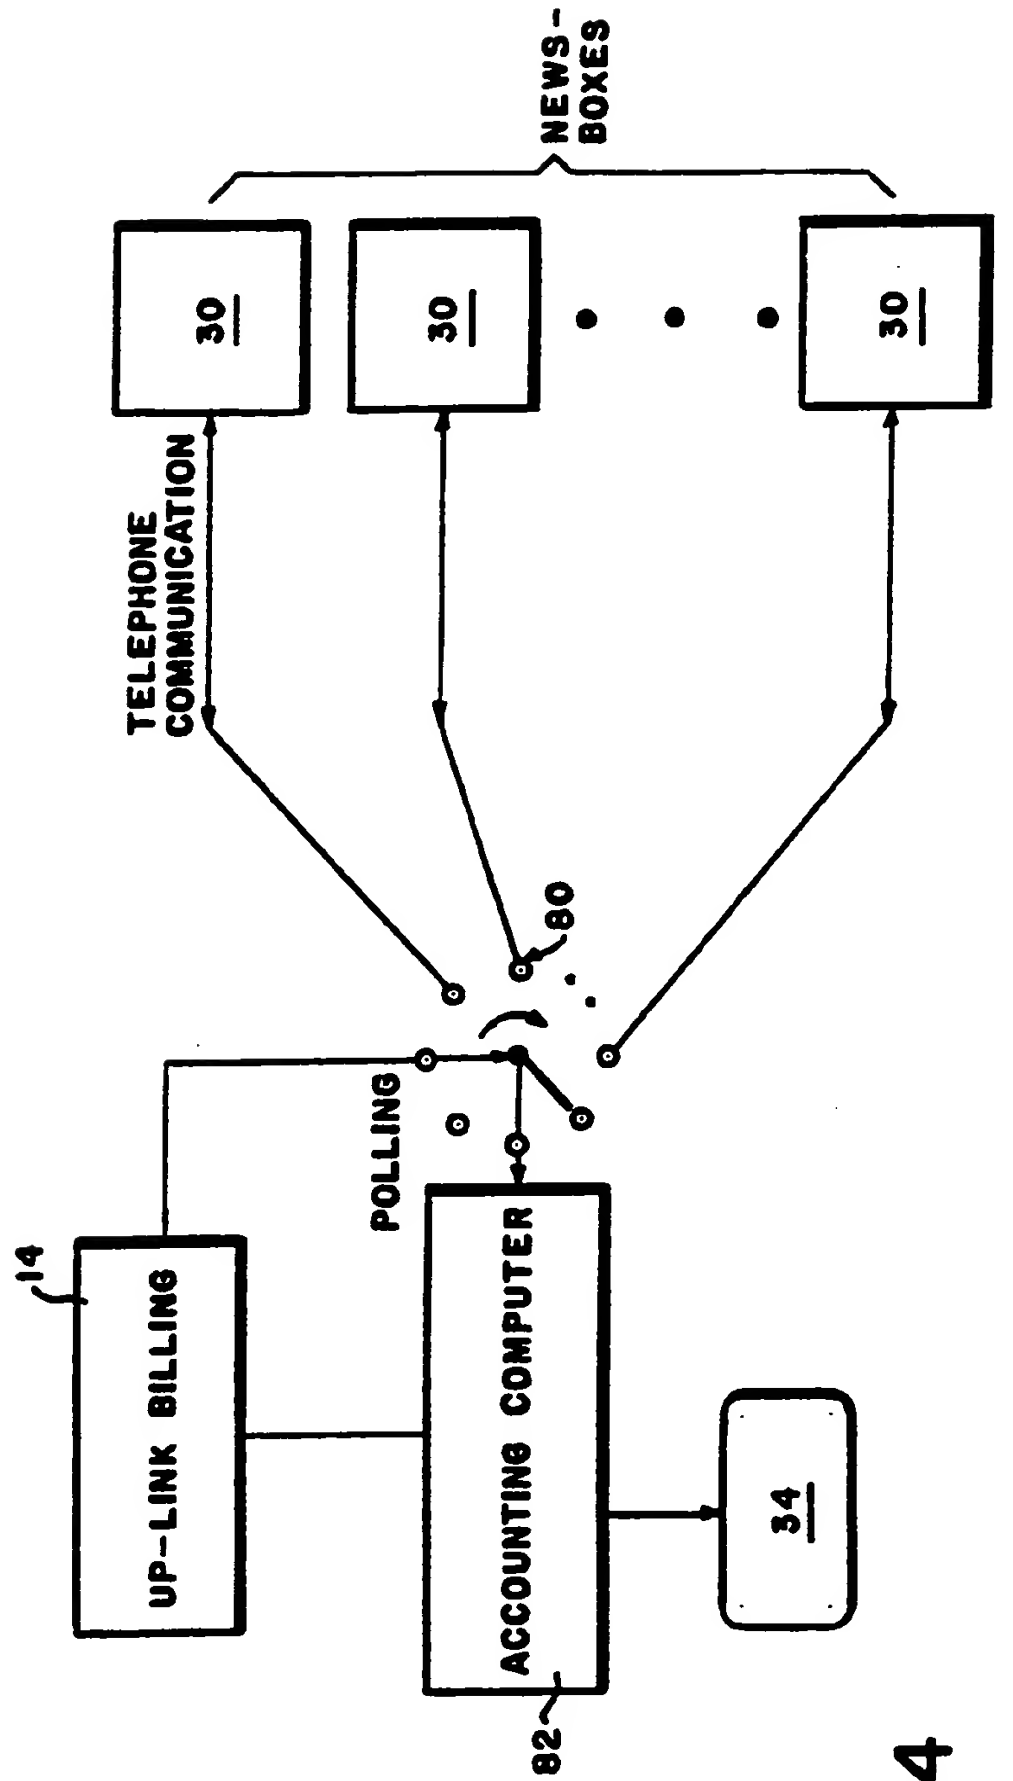 14
UP-LINK BILLING
82
ACCOUNTING COMPUTER
34
POLLING
80
TELEPHONE
COMMUNICATION
30
30
30
NEWS-
BOXES
4